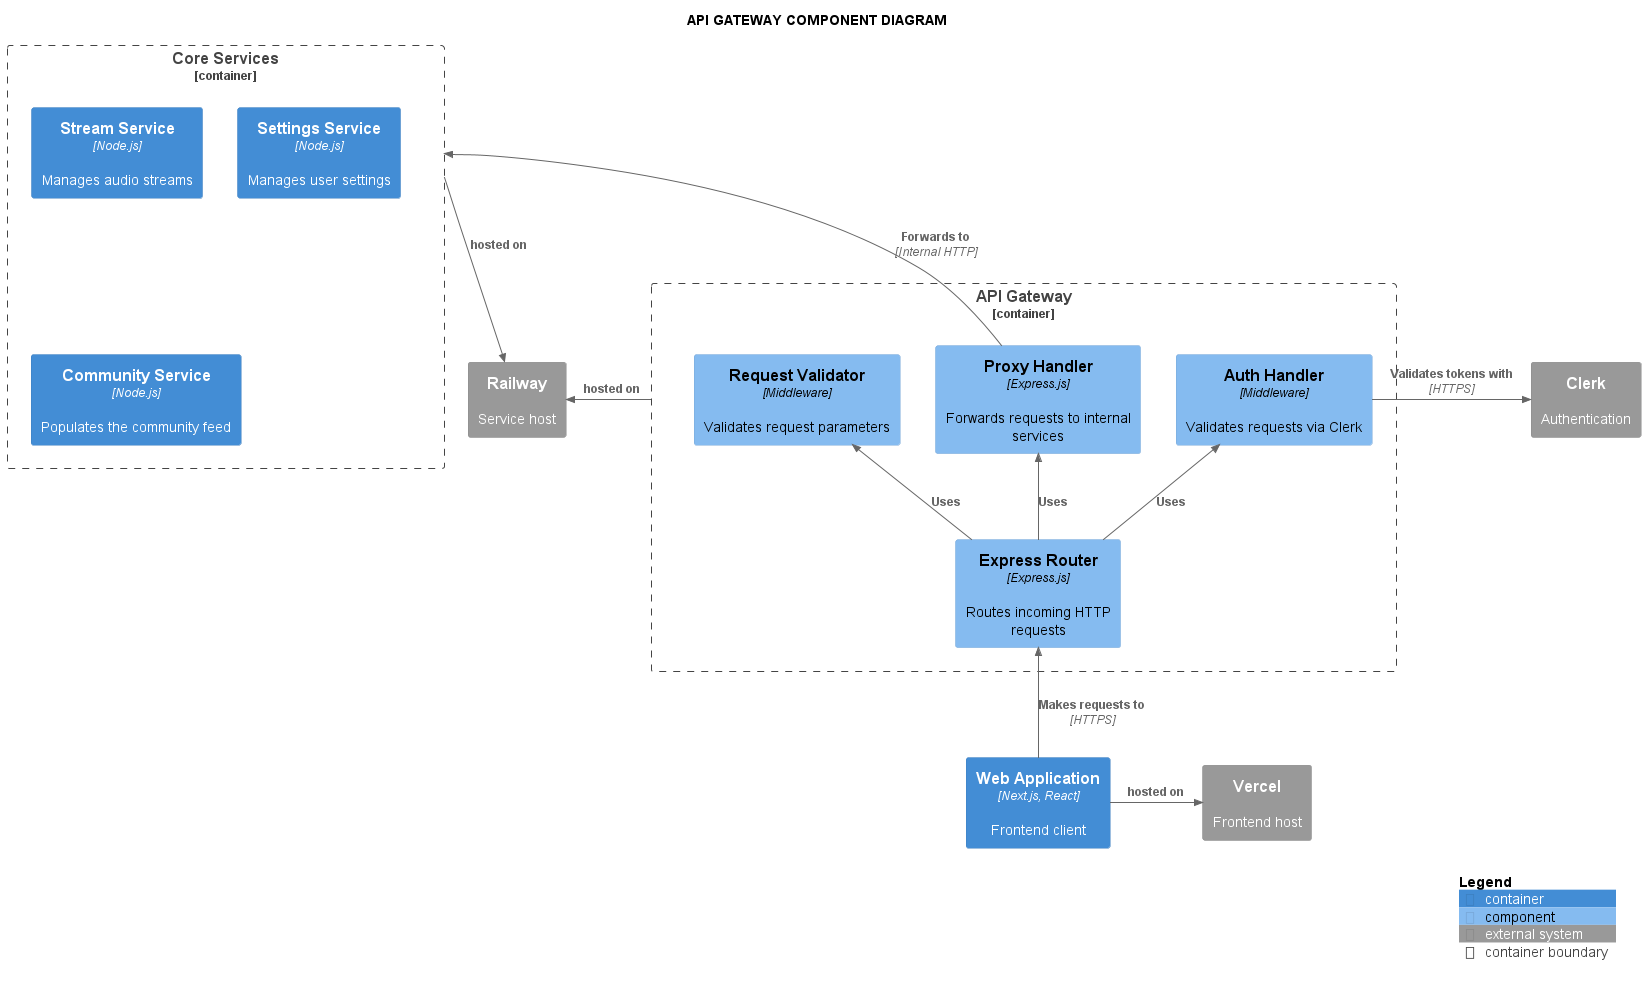 API GATEWAY COMPONENT DIAGRAM
Core Services
[container]
Stream Service
[Node.js]
Manages audio streams
Settings Service
[Node.js]
Manages user settings
Community Service
[Node.js]
Populates the community feed
hosted on
Forwards to
[Internal HTTP]
Railway
Service host
hosted on
API Gateway
[container]
Request Validator
[Middleware]
Validates request parameters
Proxy Handler
[Express.js]
Forwards requests to internal
services
Auth Handler
[Middleware]
Validates requests via Clerk
Validates tokens with
[HTTPS]
Clerk
Authentication
Uses
Uses
Uses
Express Router
[Express.js]
Routes incoming HTTP
requests
Makes requests to
[HTTPS]
Web Application
[Next.js, React]
Frontend client
hosted on
Vercel
Frontend host
Legend
container
component
external system
container boundary